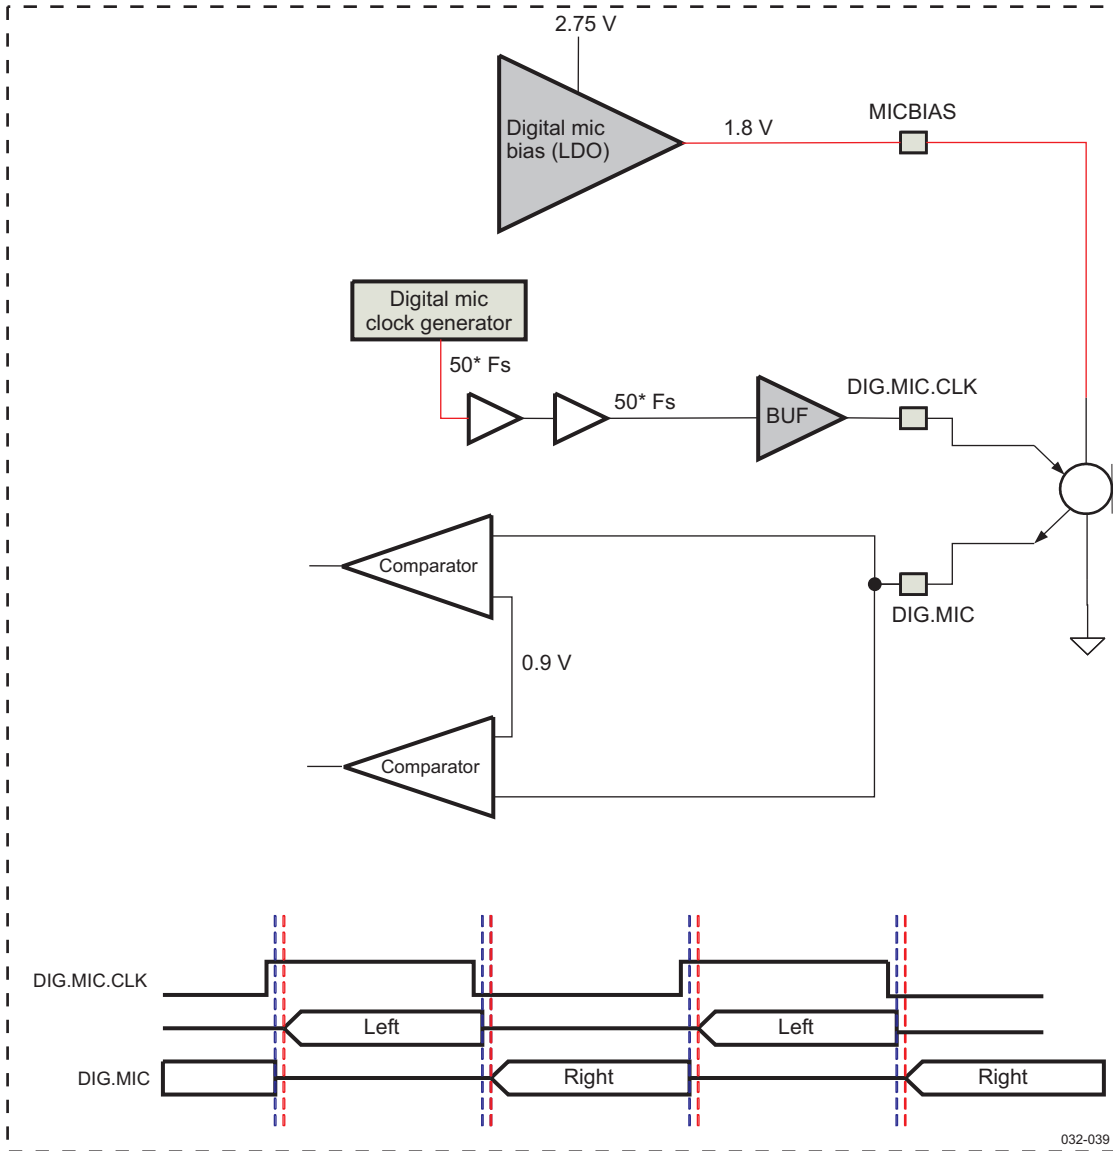 2.75 V
Digital mic
bias (LDO)
1.8 V
MICBIAS
Digital mic
clock generator
50* Fs
50* Fs
BUF
DIG.MIC.CLK
Comparator
DIG.MIC
0.9 V
Comparator
DIG.MIC.CLK
Left
Left
DIG.MIC
Right
Right
032-039